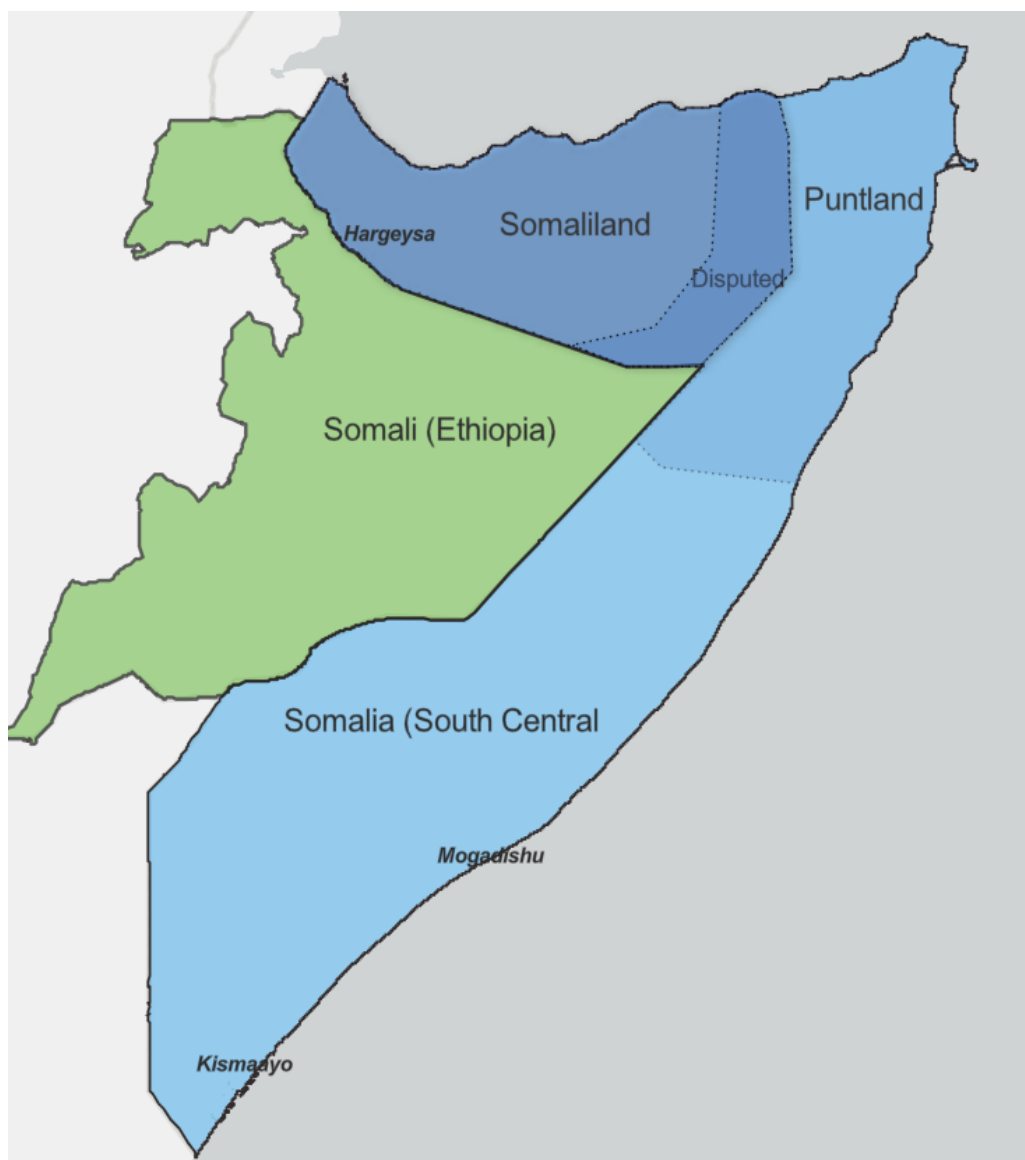 Puntland
Somaliland
Hargeysa
Disputed
Somali (Ethiopia)
Somalia (South Central
Mogadishu
Kismaayo